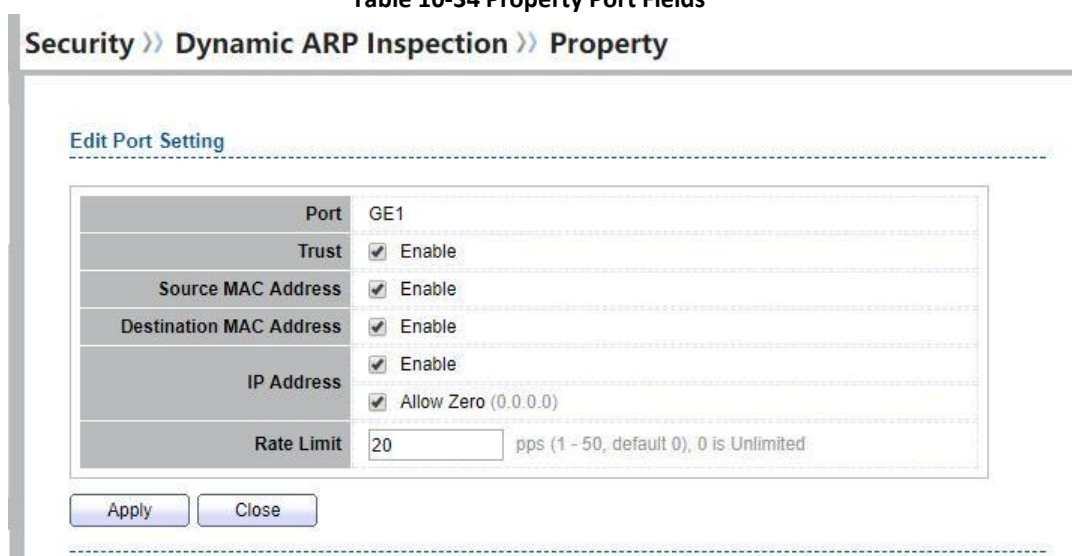 Table 10-34 Property Port Fields
Security 》 Dynamic ARP Inspection 》 Property
Edit Port Setting
Port GE1
Trust Enable
Source MAC Address Enable
Destination MAC Address Enable
IP Address Enable
Allow Zero (0.0.0.0)
Rate Limit 20 pps (1 - 50, default 0), 0 is Unlimited
Apply Close